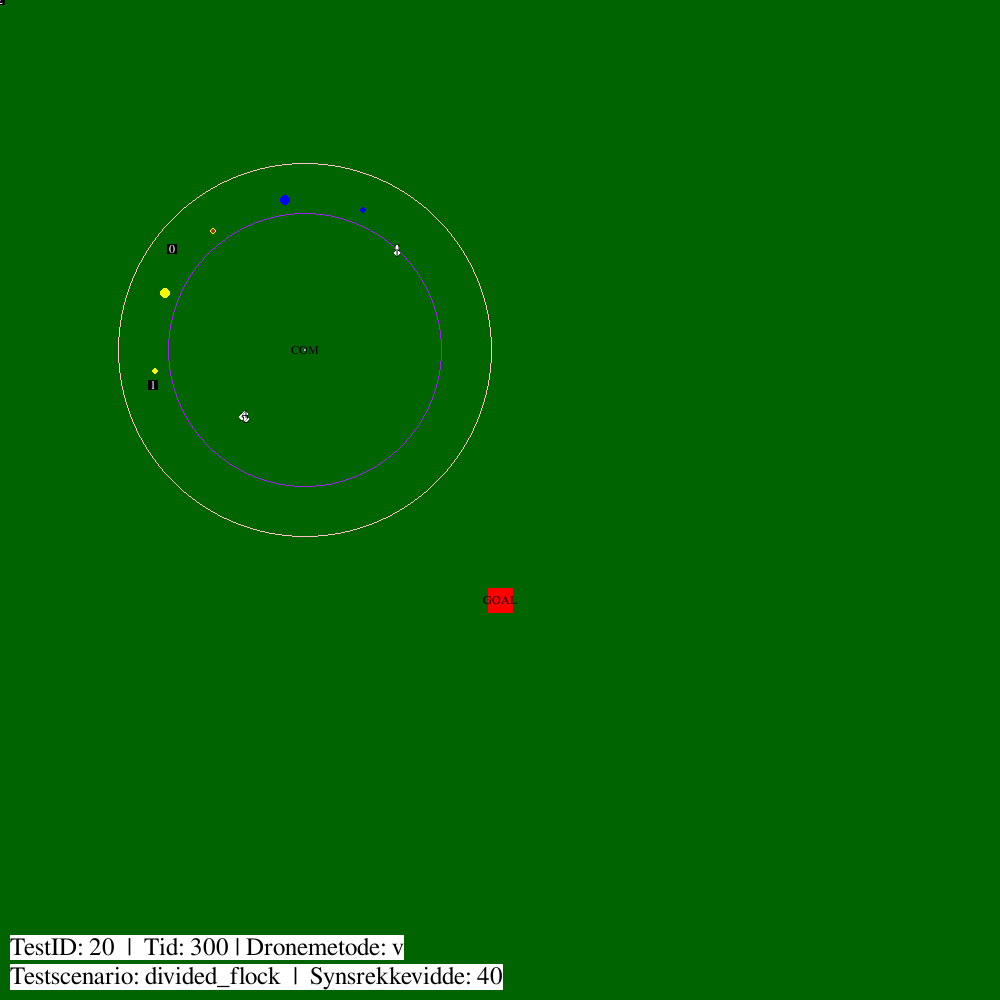 0
COM
1
GOAL
TestID: 20 | Tid: 300 | Dronemetode: v
Testscenario: divided_flock | Synsrekkevidde: 40